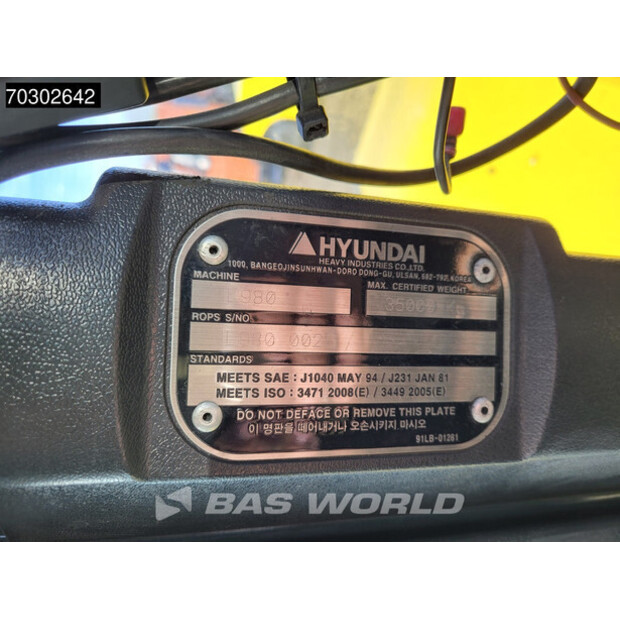 70302642
HYUNDAI
HEAVY INDUSTRIES CO.,LTD.
1000, BANGEOJINSUNHWAN-DORO DONG-GU, ULSAN, 682-792, KOREA
MACHINE
MAX. CERTIFIED WEIGHT
980
ROPS S/NO
STANDARDS
MEETS SAE : J1040 MAY 94 / J231 JAN 81
MEETS ISO : 3471 2008(E) / 3449 2005(E)
DO NOT DEFACE OR REMOVE THIS PLATE
이 명판을 떼어내거나 오손시키지 마시오
91LB-01261
BAS WORLD